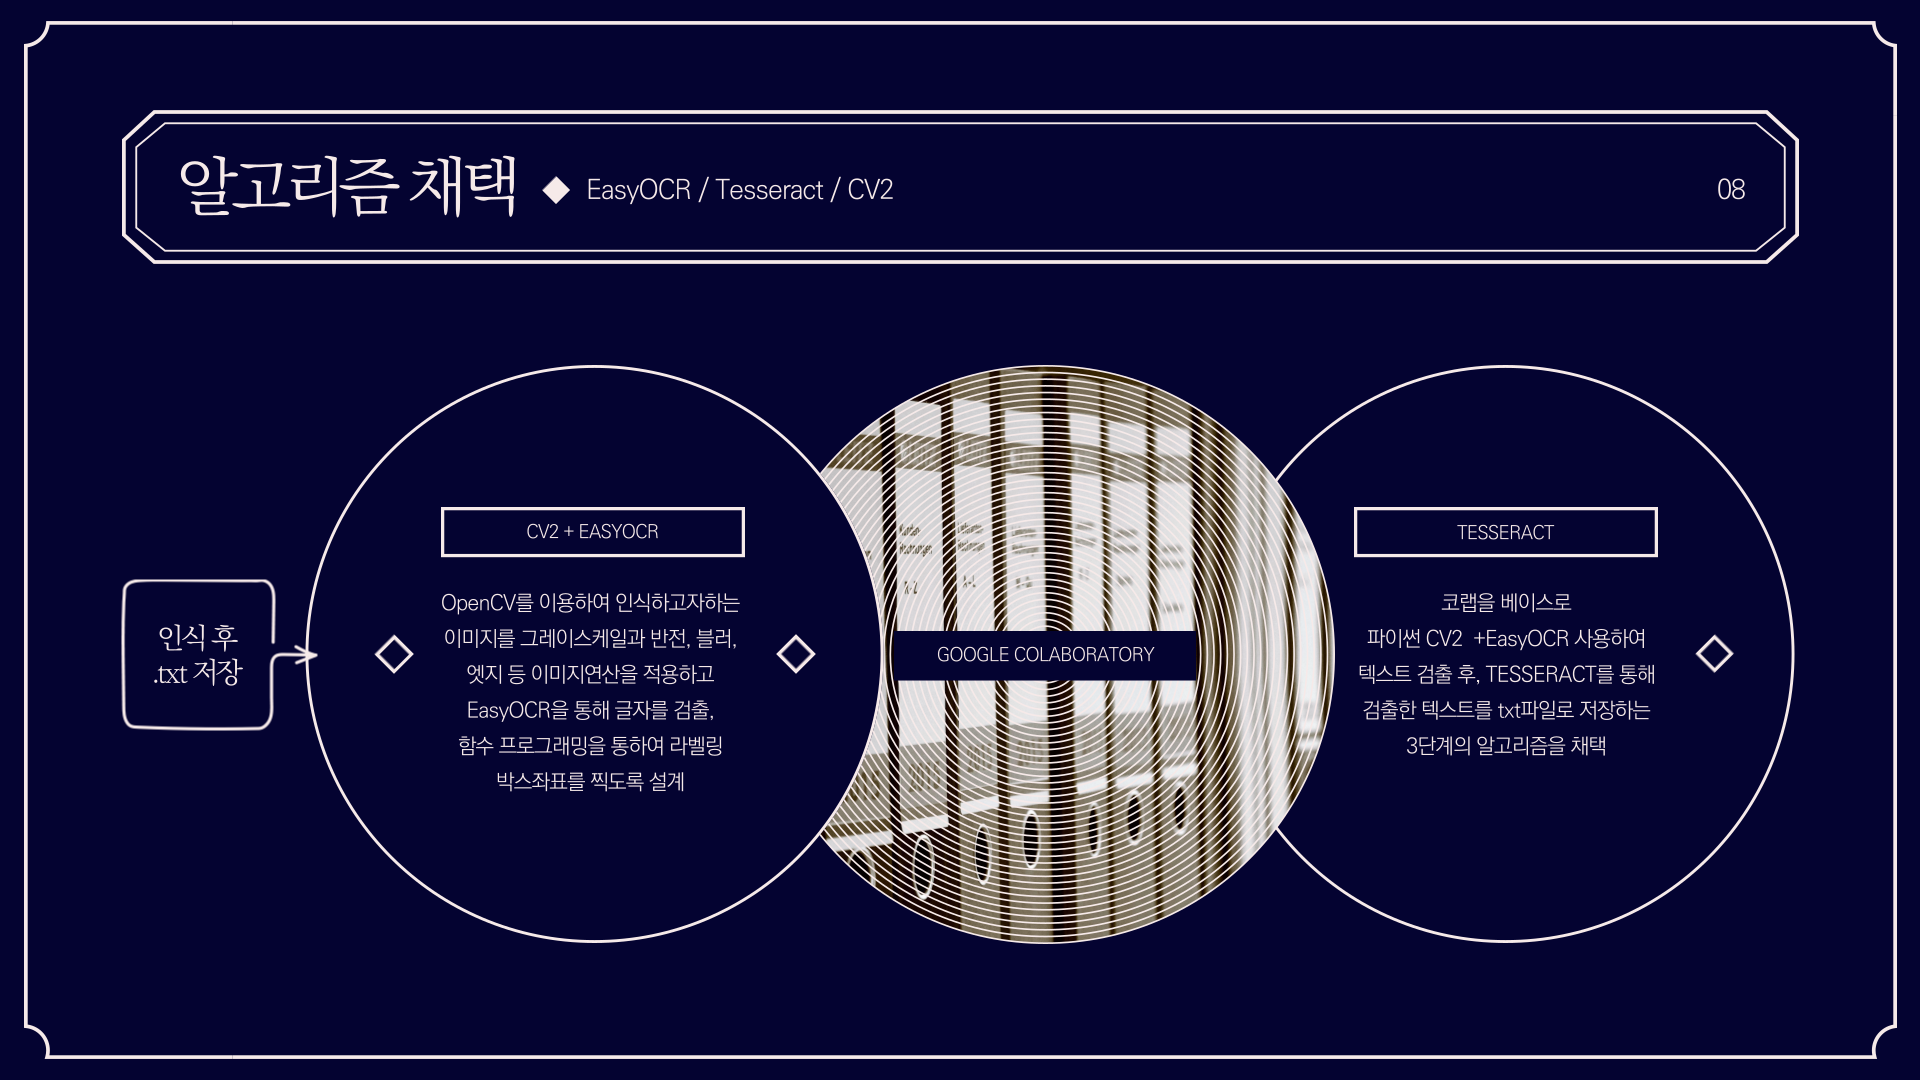 알고리즘 채택
EasyOCR / Tesseract / CV2
08
인식 후
.txt 저장
CV2 + EASYOCR
OpenCV를 이용하여 인식하고자하는
이미지를 그레이스케일과 반전, 블러,
엣지 등 이미지연산을 적용하고
EasyOCR을 통해 글자를 검출,
함수 프로그래밍을 통하여 라벨링
박스좌표를 찍도록 설계
GOOGLE COLABORATORY
TESSERACT
코랩을 베이스로
파이썬 CV2  +EasyOCR 사용하여
텍스트 검출 후, TESSERACT를 통해
검출한 텍스트를 txt파일로 저장하는
3단계의 알고리즘을 채택